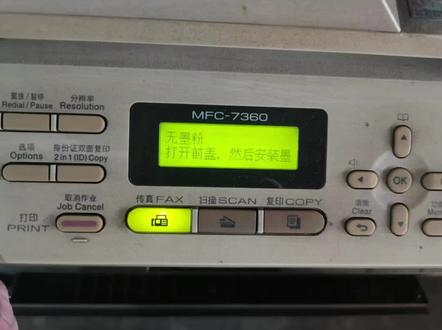 MFC-7360
无墨粉
打开前盖，然后安装墨
重拨/暂停
Redial / Pause
分辨率
Resolution
选项
Options
身份证双面复印
2 in 1 (ID) Copy
取消作业
Job Cancel
打印
PRINT
传真 FAX
扫描 SCAN
复印 COPY
OK
清除
Clear